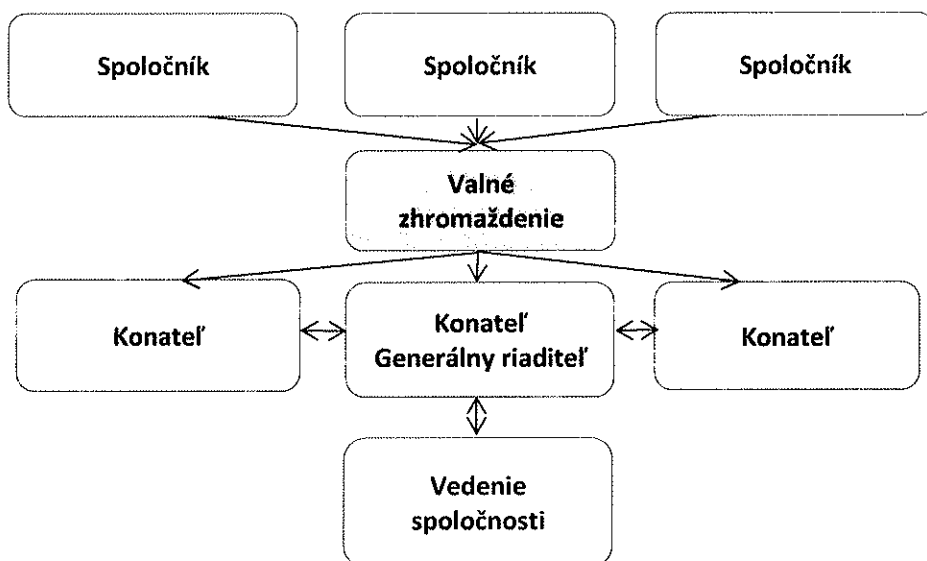 Spoločník
Spoločník
Spoločník
Valné
zhromaždenie
Konateľ
Konateľ
Generálny riaditeľ
Konateľ
Vedenie
spoločnosti